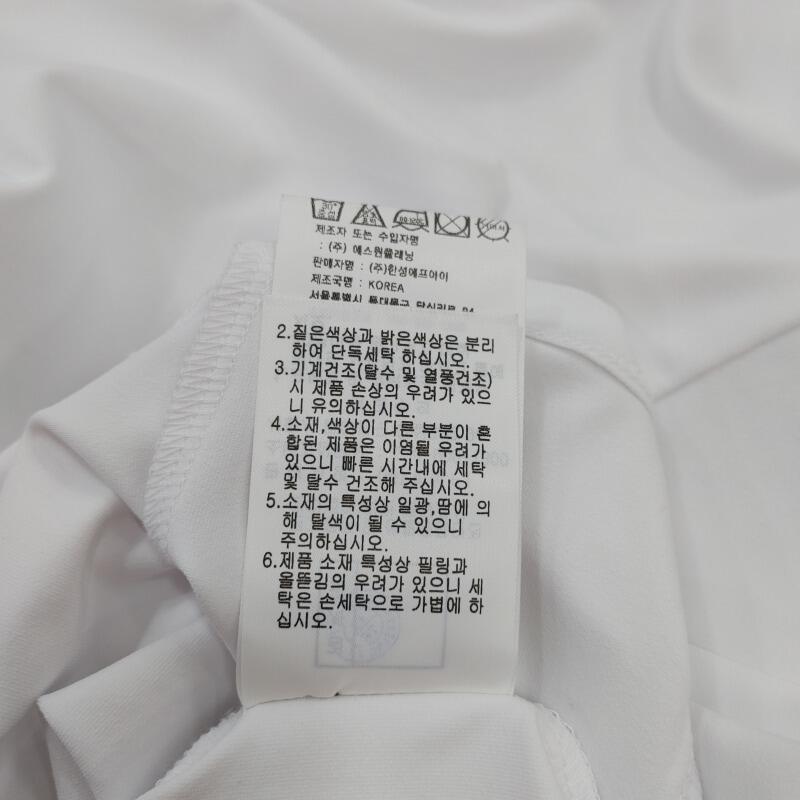 제조자 또는 수입자명
: (주) 에스원플래닝
판매자명 : (주)한성에프아이
제조국명 : KOREA
2.짙은색상과 밝은색상은 분리
하여 단독세탁 하십시오.
3.기계건조(탈수 및 열풍건조)
시 제품 손상의 우려가 있으
니 유의하십시오.
4.소재,색상이 다른 부분이 혼
합된 제품은 이염될 우려가
있으니 빠른 시간내에 세탁
및 탈수 건조해 주십시오.
5.소재의 특성상 일광,땀에 의
해 탈색이 될 수 있으니
주의하십시오.
6.제품 소재 특성상 필링과
올뜯김의 우려가 있으니 세
탁은 손세탁으로 가볍에 하
십시오.